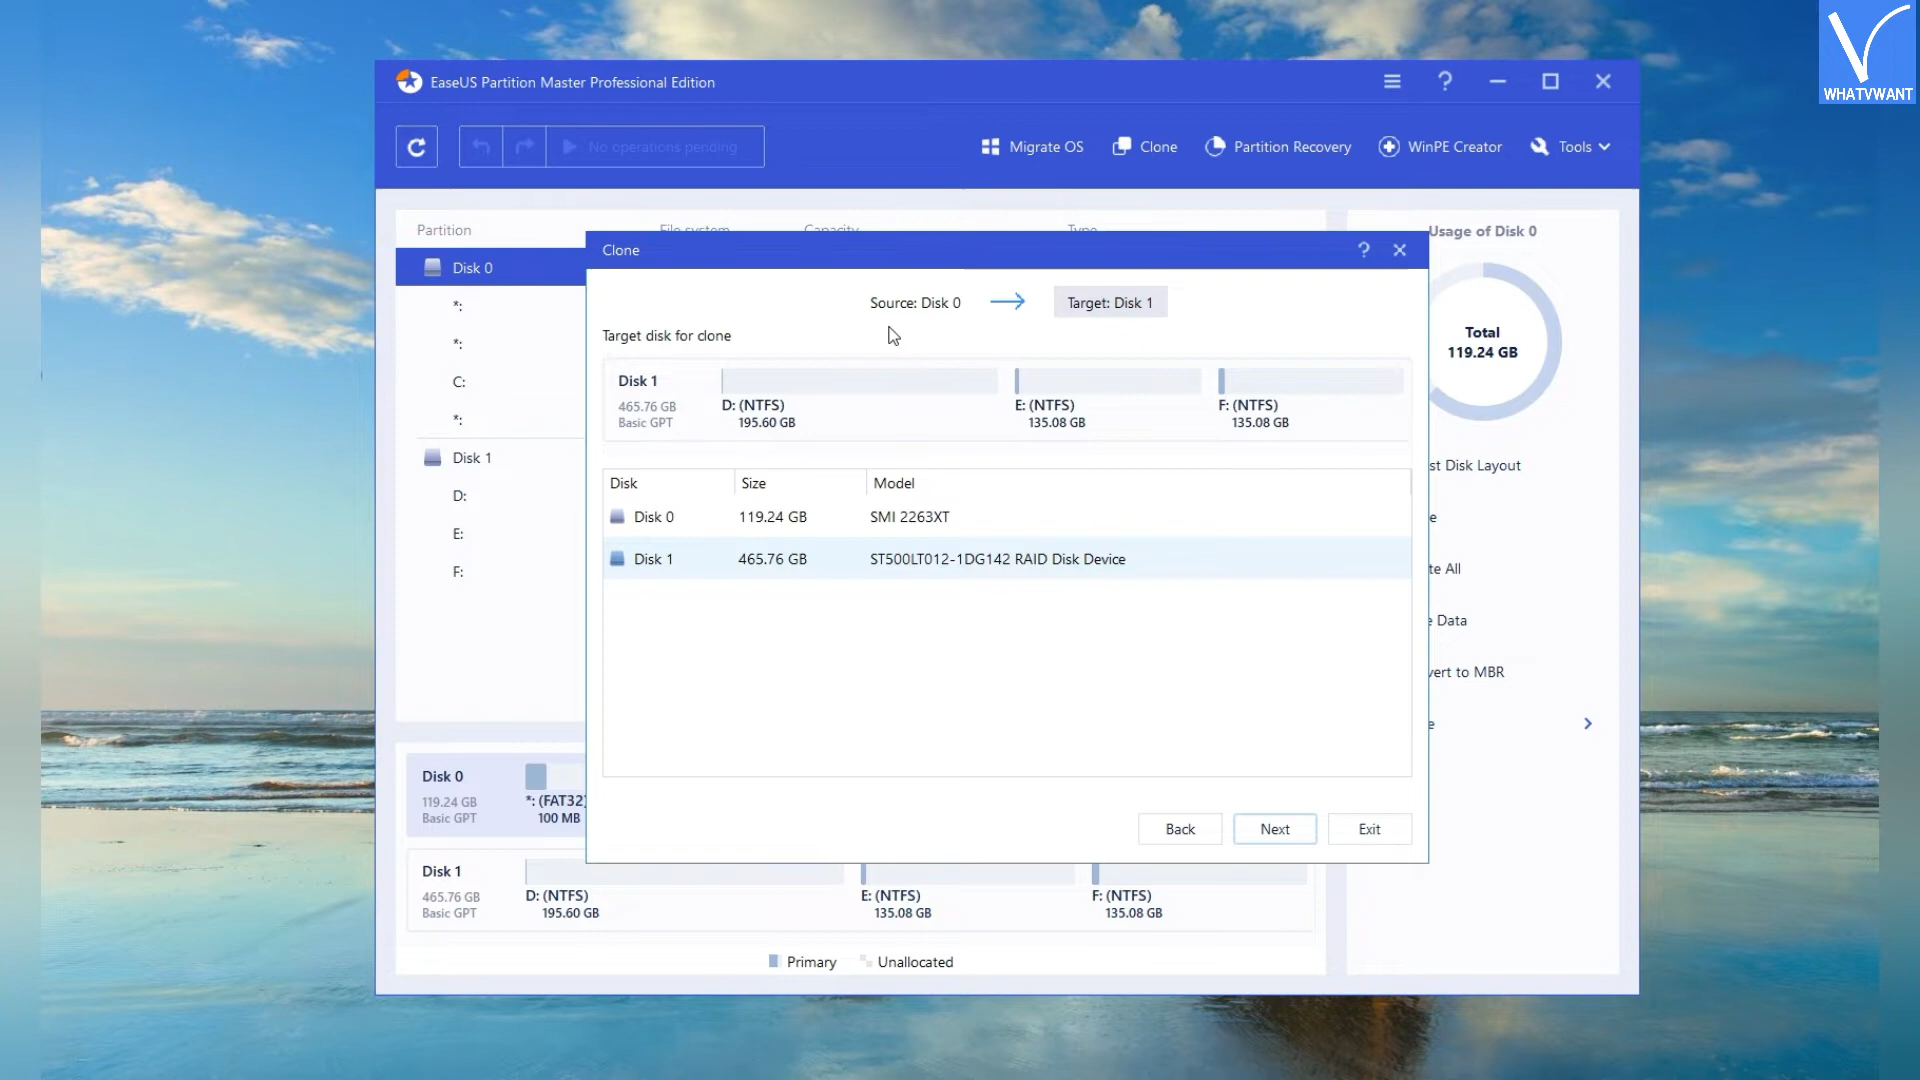 WHATVWANT
EaseUS Partition Master Professional Edition
No operations pending
Migrate OS
Clone
Partition Recovery
WinPE Creator
Tools
Partition
File system
Capacity
Type
Disk 0
*:
*:
C:
*:
Disk 1
D:
E:
F:
Clone
Source: Disk 0
Target: Disk 1
Target disk for clone
Disk 1
465.76 GB
Basic GPT
D: (NTFS)
195.60 GB
E: (NTFS)
135.08 GB
F: (NTFS)
135.08 GB
Disk Size Model
Disk 0 119.24 GB SMI 2263XT
Disk 1 465.76 GB ST500LT012-1DG142 RAID Disk Device
Back
Next
Exit
Usage of Disk 0
Total
119.24 GB
st Disk Layout
e
te All
e Data
vert to MBR
e
Disk 0
119.24 GB
Basic GPT
*: (FAT32)
100 MB
Disk 1
465.76 GB
Basic GPT
D: (NTFS)
195.60 GB
E: (NTFS)
135.08 GB
F: (NTFS)
135.08 GB
Primary
Unallocated